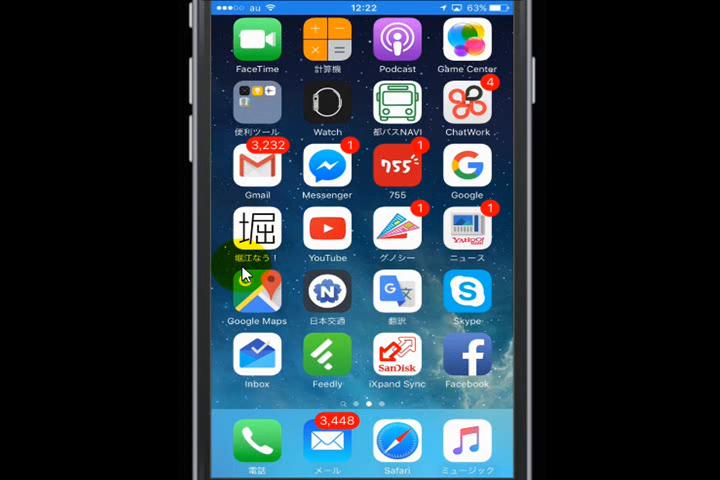 au 12:22 63%
FaceTime 計算機 Podcast Game Center
4
便利ツール Watch 都バスNAVI ChatWork
3,232 1 755 1 G
Gmail Messenger 755 Google
堀 1 YAHOO! JAPAN 1
堀江なう! YouTube グノシー ニュース
G N G 文 S
Google Maps 日本交通 翻訳 Skype
SanDisk f
Inbox Feedly iXpand Sync Facebook
3,448
電話 メール Safari ミュージック